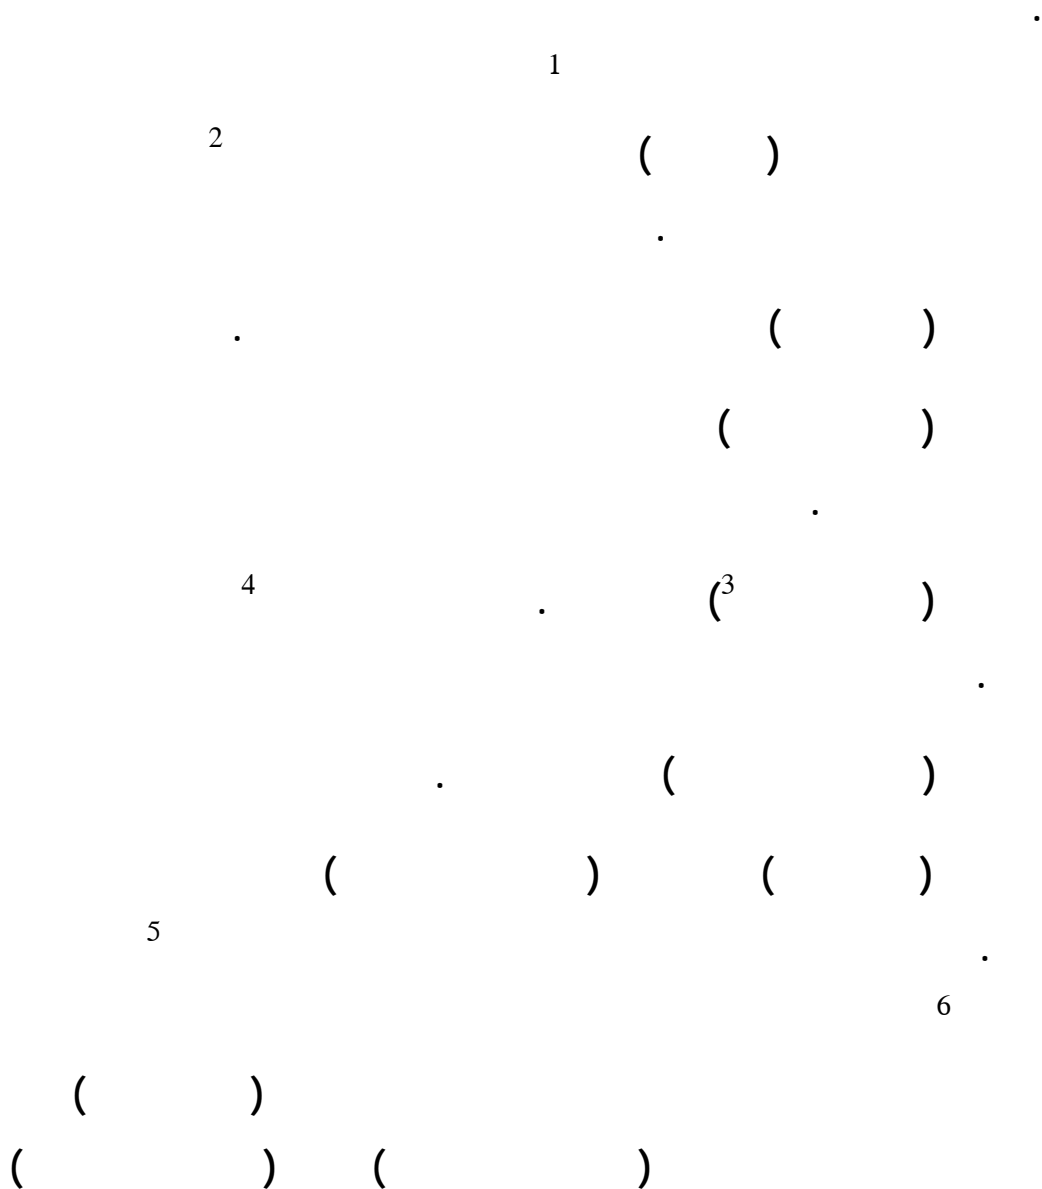 .
1
2 ( )
.
. ( )
( )
.
4 . (3 )
.
. ( )
( ) ( )
5
.
6
( )
( ) ( )